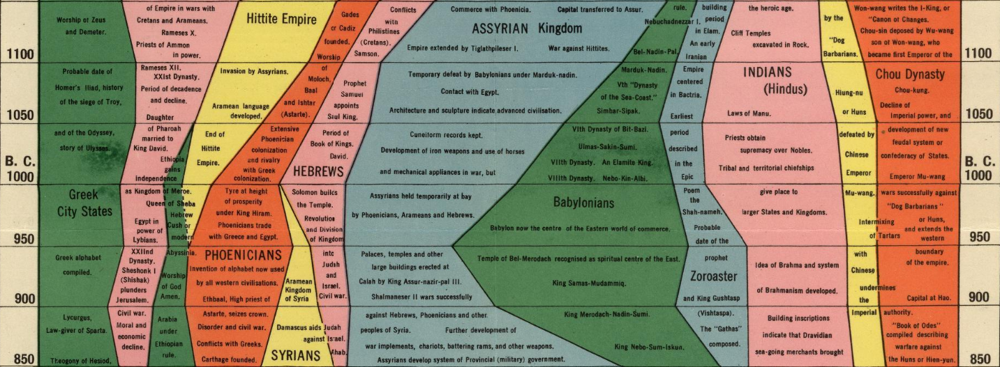 Worship of Zeus
and Demeter.
1100
Probable date of
Homer's Iliad, history
of the siege of Troy,
1050
and of the Odyssey,
story of Ulysses.
B. C.
1000
Greek
City States
950
Greek alphabet
compiled.
900
Lycurgus,
Law-giver of Sparta.
850
Theogony of Hesiod,
of Empire in wars with
Cretans and Arameans.
Rameses X.
Priests of Ammon
in power.
Rameses XII.
XXIst Dynasty.
Period of decadence
and decline.
Daughter
of Pharoah
married to
King David.
Ethiopia
gains
independence
as Kingdom of Meroe.
Queen of Sheba
Hebrew
Cush or
modern
Abyssinia.
Egypt in
power of
Lybians.
XXIInd
Dynasty.
Sheshonk I
(Shishak)
plunders
Jerusalem.
Civil war.
Moral and
economic
decline.
Worship
of God
Amen.
Arabia
under
Ethiopian
rule.
Hittite Empire
Invasion by Assyrians.
Aramean language
developed.
End of
Hittite
Empire.
Gades
or Cadiz
founded.
Worship
of
Moloch,
Baal
and Ishtar
(Astarte).
Extensive
Phoenician
colonization
and rivalry
with Greek
colonization.
Tyre at height
of prosperity
under King Hiram.
Phoenicians trade
with Greece and Egypt.
PHOENICIANS
Invention of alphabet now used
by all western civilisations.
Ethbaal, High priest of
Astarte, seizes crown.
Disorder and civil war.
Conflicts with Greeks.
Carthage founded.
Aramean
Kingdom
of Syria
Damascus aids Judah
against Israel.
SYRIANS
Ahab.
Conflicts
with
Philistines
(Cretans).
Samson.
Prophet
Samuel
appoints
Saul King.
Period of
Book of Kings.
David.
HEBREWS
Solomon builds
the Temple.
Revolution
and Division
of Kingdom
into
Judah
and
Israel.
Civil war.
Commerce with Phoenicia.
Capital transferred to Assur.
ASSYRIAN Kingdom
Empire extended by Tiglathpileser I.
War against Hittites.
Temporary defeat by Babylonians under Marduk-nadin.
Contact with Egypt.
Architecture and sculpture indicate advanced civilisation.
Cuneiform records kept.
Development of iron weapons and use of horses
and mechanical appliances in war, but
Assyrians held temporarily at bay
by Phoenicians, Arameans and Hebrews.
Palaces, temples and other
large buildings erected at
Calah by King Assur-nazir-pal III.
Shalmaneser II wars successfully
against Hebrews, Phoenicians and other
peoples of Syria.
Further development of
war implements, chariots, battering rams, and other weapons.
Assyrians develop system of Provincial (military) government.
rule.
Nebuchadnezzar I.
Bel-Nadin-Pal.
Marduk-Nadin.
Vth "Dynasty
of the Sea-Coast."
Simbar-Sipak.
VIth Dynasty of Bit-Bazi.
Ulmas-Sakin-Sumi.
VIIth Dynasty. An Elamite King.
VIIIth Dynasty. Nebo-Kin-Albi.
Babylonians
Babylon now the centre of the Eastern world of commerce.
Temple of Bel-Merodach recognised as spiritual centre of the East.
King Samas-Mudammiq.
King Merodach-Nadin-Sumi.
King Nebo-Sum-Iskun.
building
period
in Elam.
An early
Iranian
Empire
centered
in Bactria.
Earliest
period
described
in the
Epic
Poem
the
Shah-nameh.
Probable
date of the
prophet
Zoroaster
and King Gushtasp
(Vishtaspa).
The "Gathas"
composed.
the heroic age.
Cliff Temples
excavated in Rock.
INDIANS
(Hindus)
Laws of Manu.
Priests obtain
supremacy over Nobles.
Tribal and territorial chiefships
give place to
larger States and Kingdoms.
Idea of Brahma and system
of Brahmanism developed.
Building inscriptions
indicate that Dravidian
sea-going merchants brought
by the
"Dog
Barbarians.
Hiung-nu
or Huns
defeated by
Chinese
Emperor
Mu-wang.
Intermixing
of Tartars
with
Chinese
undermines
the
Imperial authority.
Won-wang writes the I-King, or
"Canon of Changes.
Chou-sin deposed by Wu-wang
son of Won-wang, who
became first Emperor of the
Chou Dynasty
Chou-kung.
Decline of
Imperial power, and
development of new
feudal system or
confederacy of States.
Emperor Mu-wang
wars successfully against
"Dog Barbarians "
or Huns,
and extends the
western
boundary
of the empire.
Capital at Hao.
"Book of Odes"
compiled describing
warfare against
the Huns or Hien-yun.
1100
1050
B. C.
1000
950
900
850